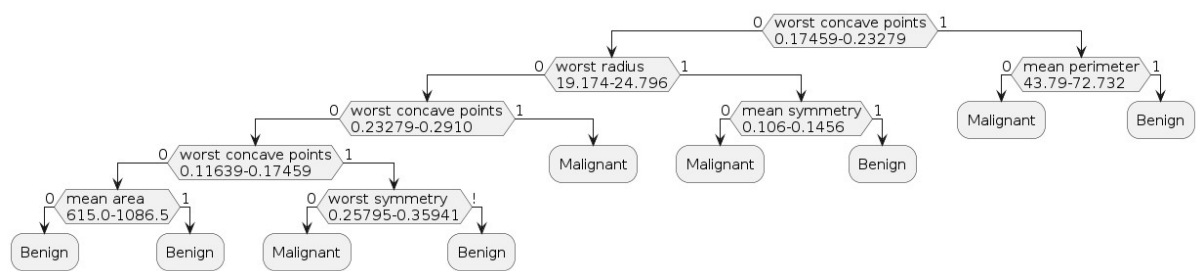 0 worst concave points 1
0.17459-0.23279
0 worst radius 1
19.174-24.796
0 mean perimeter 1
43.79-72.732
0 worst concave points 1
0.23279-0.2910
0 mean symmetry 1
0.106-0.1456
Malignant
Benign
0 worst concave points 1
0.11639-0.17459
Malignant
Malignant
Benign
0 mean area 1
615.0-1086.5
0 worst symmetry !
0.25795-0.35941
Benign
Benign
Malignant
Benign